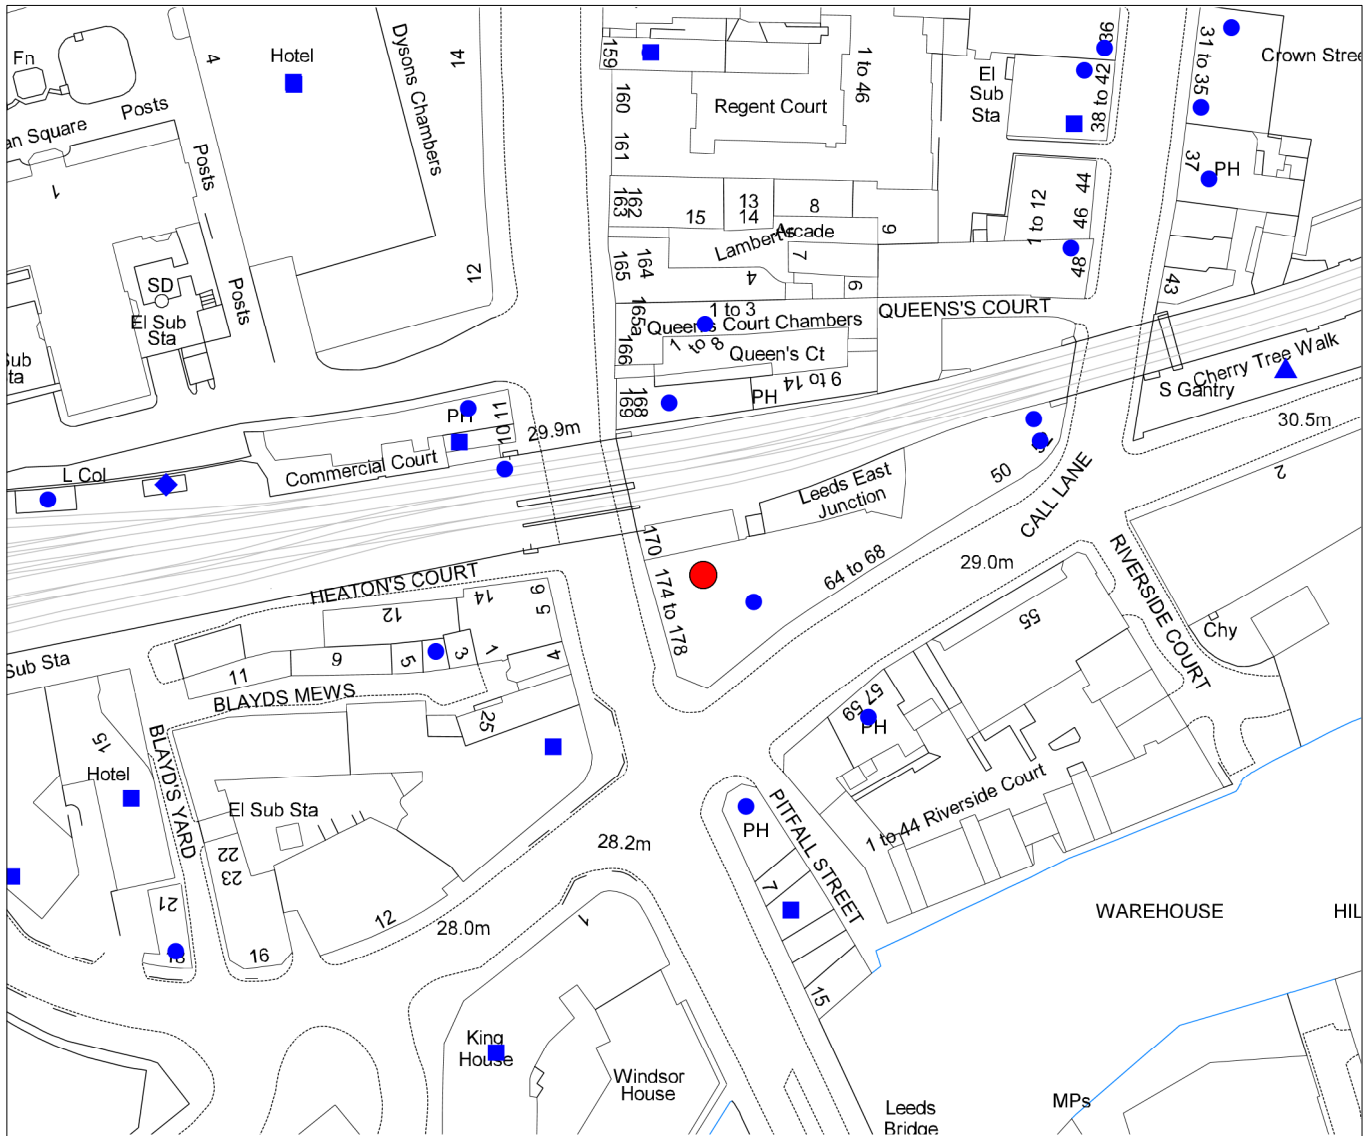 Fn
an Square
Posts
4
Hotel
Dysons Chambers
14
12
159
160
161
162
163
Regent Court
1 to 46
El
Sub
Sta
36
38 to 42
31 to 35
Crown Stree
37
PH
44
46
48
1 to 12
43
1
Posts
Posts
SD
El Sub
Sta
Sub
ta
15
13
14
8
9
Lambert's
Arcade
7
4
6
164
165
165a
166
168
169
1 to 3
Queen's Court Chambers
1 to 8
Queen's Ct
9 to 14
PH
QUEENS'S COURT
Cherry Tree Walk
S Gantry
30.5m
2
PH
10 11
29.9m
Commercial Court
L Col
Leeds East
Junction
50
CALL LANE
64 to 68
29.0m
170
174 to 178
HEATON'S COURT
12
14
5 6
11
9
5
3
1
4
BLAYDS MEWS
25
Sub Sta
15
Hotel
BLAYD'S YARD
El Sub Sta
22
23
21
16
12
28.0m
28.2m
55
RIVERSIDE COURT
Chy
57 59
PH
1 to 44 Riverside Court
PITFALL STREET
PH
7
15
1
WAREHOUSE
HIL
King
House
Windsor
House
Leeds
Bridge
MPs